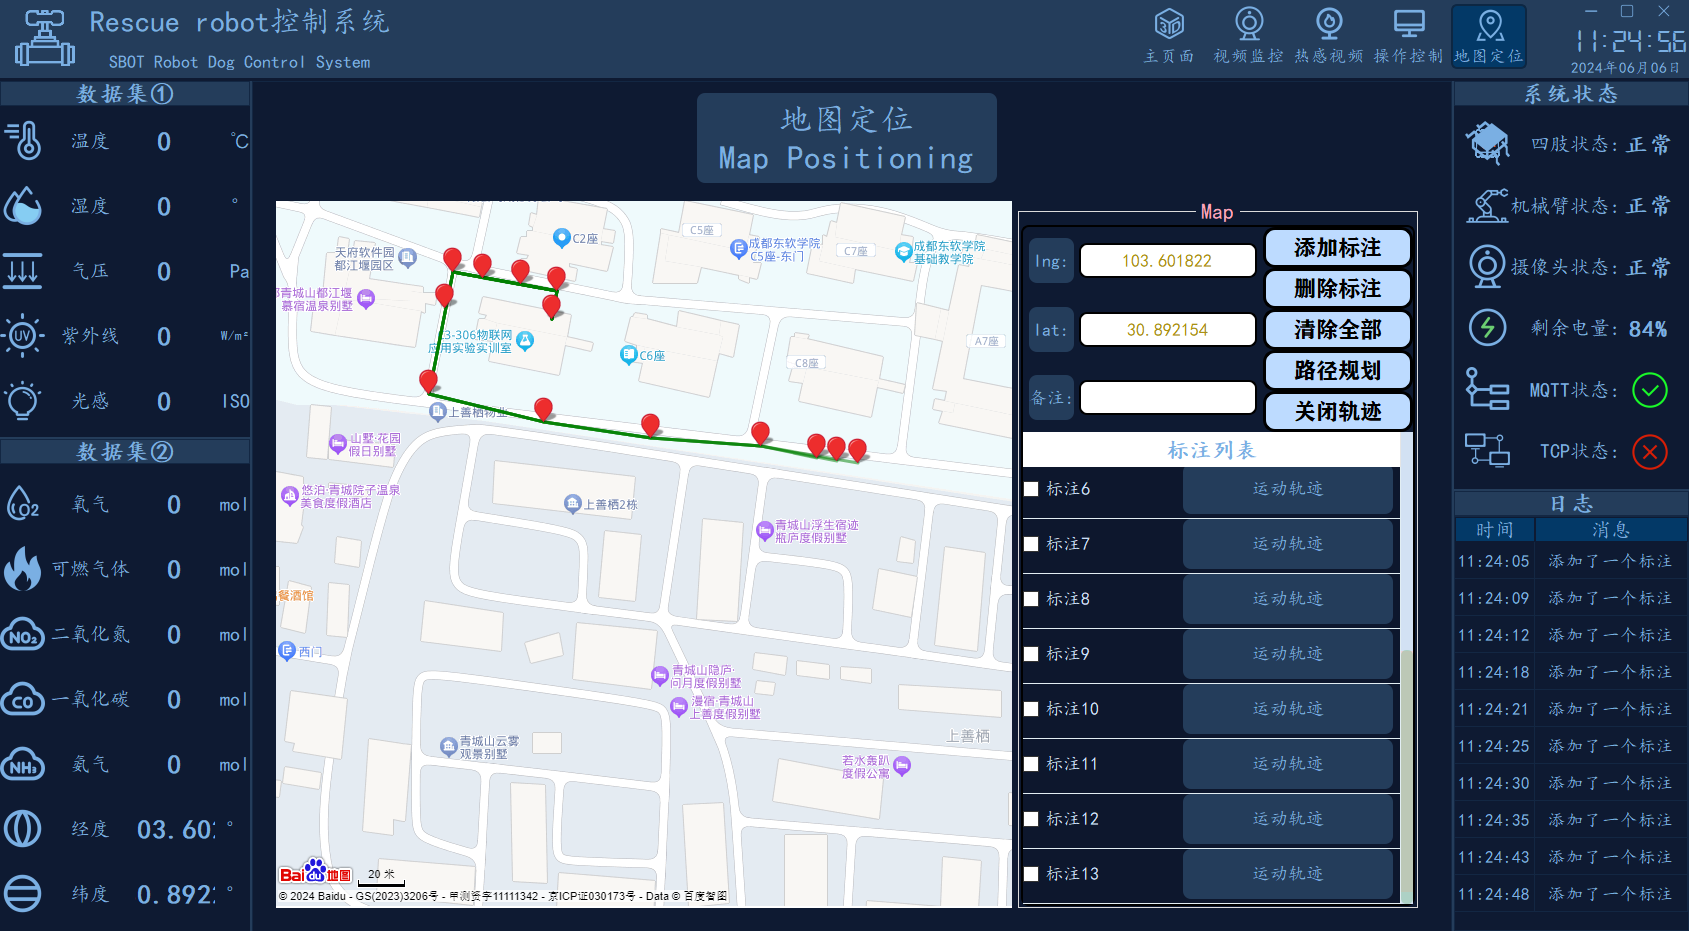 Rescue robot控制系统
SBOT Robot Dog Control System
主页面
视频监控
热感视频
操作控制
地图定位
11:24:56
2024年06月06日
数据集①
温度 0 ℃
湿度 0 °
气压 0 Pa
紫外线 0 W/m²
UV
光感 0 ISO
数据集②
氧气 0 mol
O2
可燃气体 0 mol
二氧化氮 0 mol
NO₂
一氧化碳 0 mol
CO
氨气 0 mol
NH₃
经度 03.602 °
纬度 0.892 °
地图定位
Map Positioning
C2座
天府软件园
都江堰园区
青城山都江堰
慕宿温泉别墅
C5座
成都东软学院
C5座-东门
C7座
成都东软学院
基础教学院
3-306物联网
应用实验实训室
C6座
C8座
A7座
上善栖物业
山墅·花园
假日别墅
悠泊·青城院子温泉
美食度假酒店
上善栖2栋
青城山浮生宿迹
瓶庐度假别墅
餐酒馆
西门
青城山隐庐·
问月度假别墅
漫宿·青城山
上善度假别墅
青城山云雾
观景别墅
上善栖
若水轰趴
度假公寓
Bai du 地图
20 米
© 2024 Baidu - GS(2023)3206号 - 甲测资字11111342 - 京ICP证030173号 - Data © 百度智图
Map
lng: 103.601822
lat: 30.892154
备注:
添加标注
删除标注
清除全部
路径规划
关闭轨迹
标注列表
标注6 运动轨迹
标注7 运动轨迹
标注8 运动轨迹
标注9 运动轨迹
标注10 运动轨迹
标注11 运动轨迹
标注12 运动轨迹
标注13 运动轨迹
系统状态
四肢状态: 正常
机械臂状态: 正常
摄像头状态: 正常
剩余电量: 84%
MQTT状态:
TCP状态:
日志
时间 消息
11:24:05 添加了一个标注
11:24:09 添加了一个标注
11:24:12 添加了一个标注
11:24:18 添加了一个标注
11:24:21 添加了一个标注
11:24:25 添加了一个标注
11:24:30 添加了一个标注
11:24:35 添加了一个标注
11:24:43 添加了一个标注
11:24:48 添加了一个标注